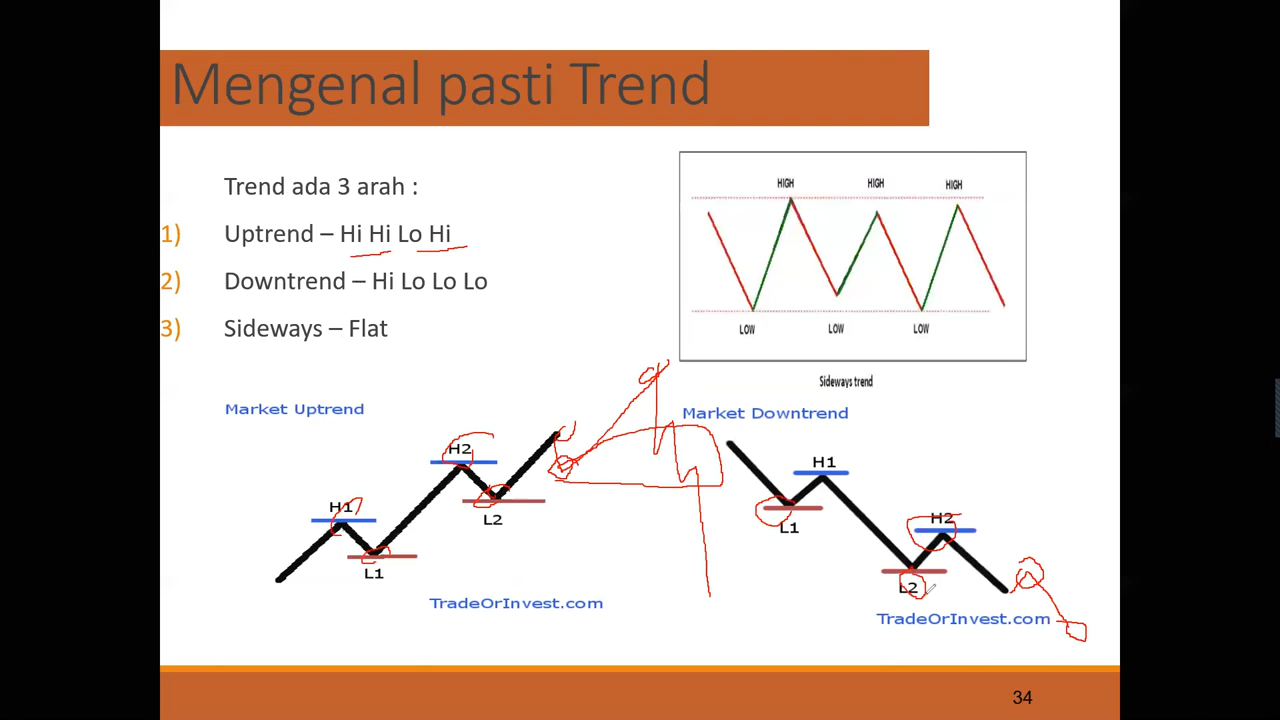 Mengenal pasti Trend
Trend ada 3 arah :
1) Uptrend – Hi Hi Lo Hi
2) Downtrend – Hi Lo Lo Lo
3) Sideways – Flat
HIGH HIGH HIGH
LOW LOW LOW
Sideways trend
Market Uptrend
H2
H1
L2
L1
TradeOrInvest.com
Market Downtrend
H1
L1
H2
L2
TradeOrInvest.com
34